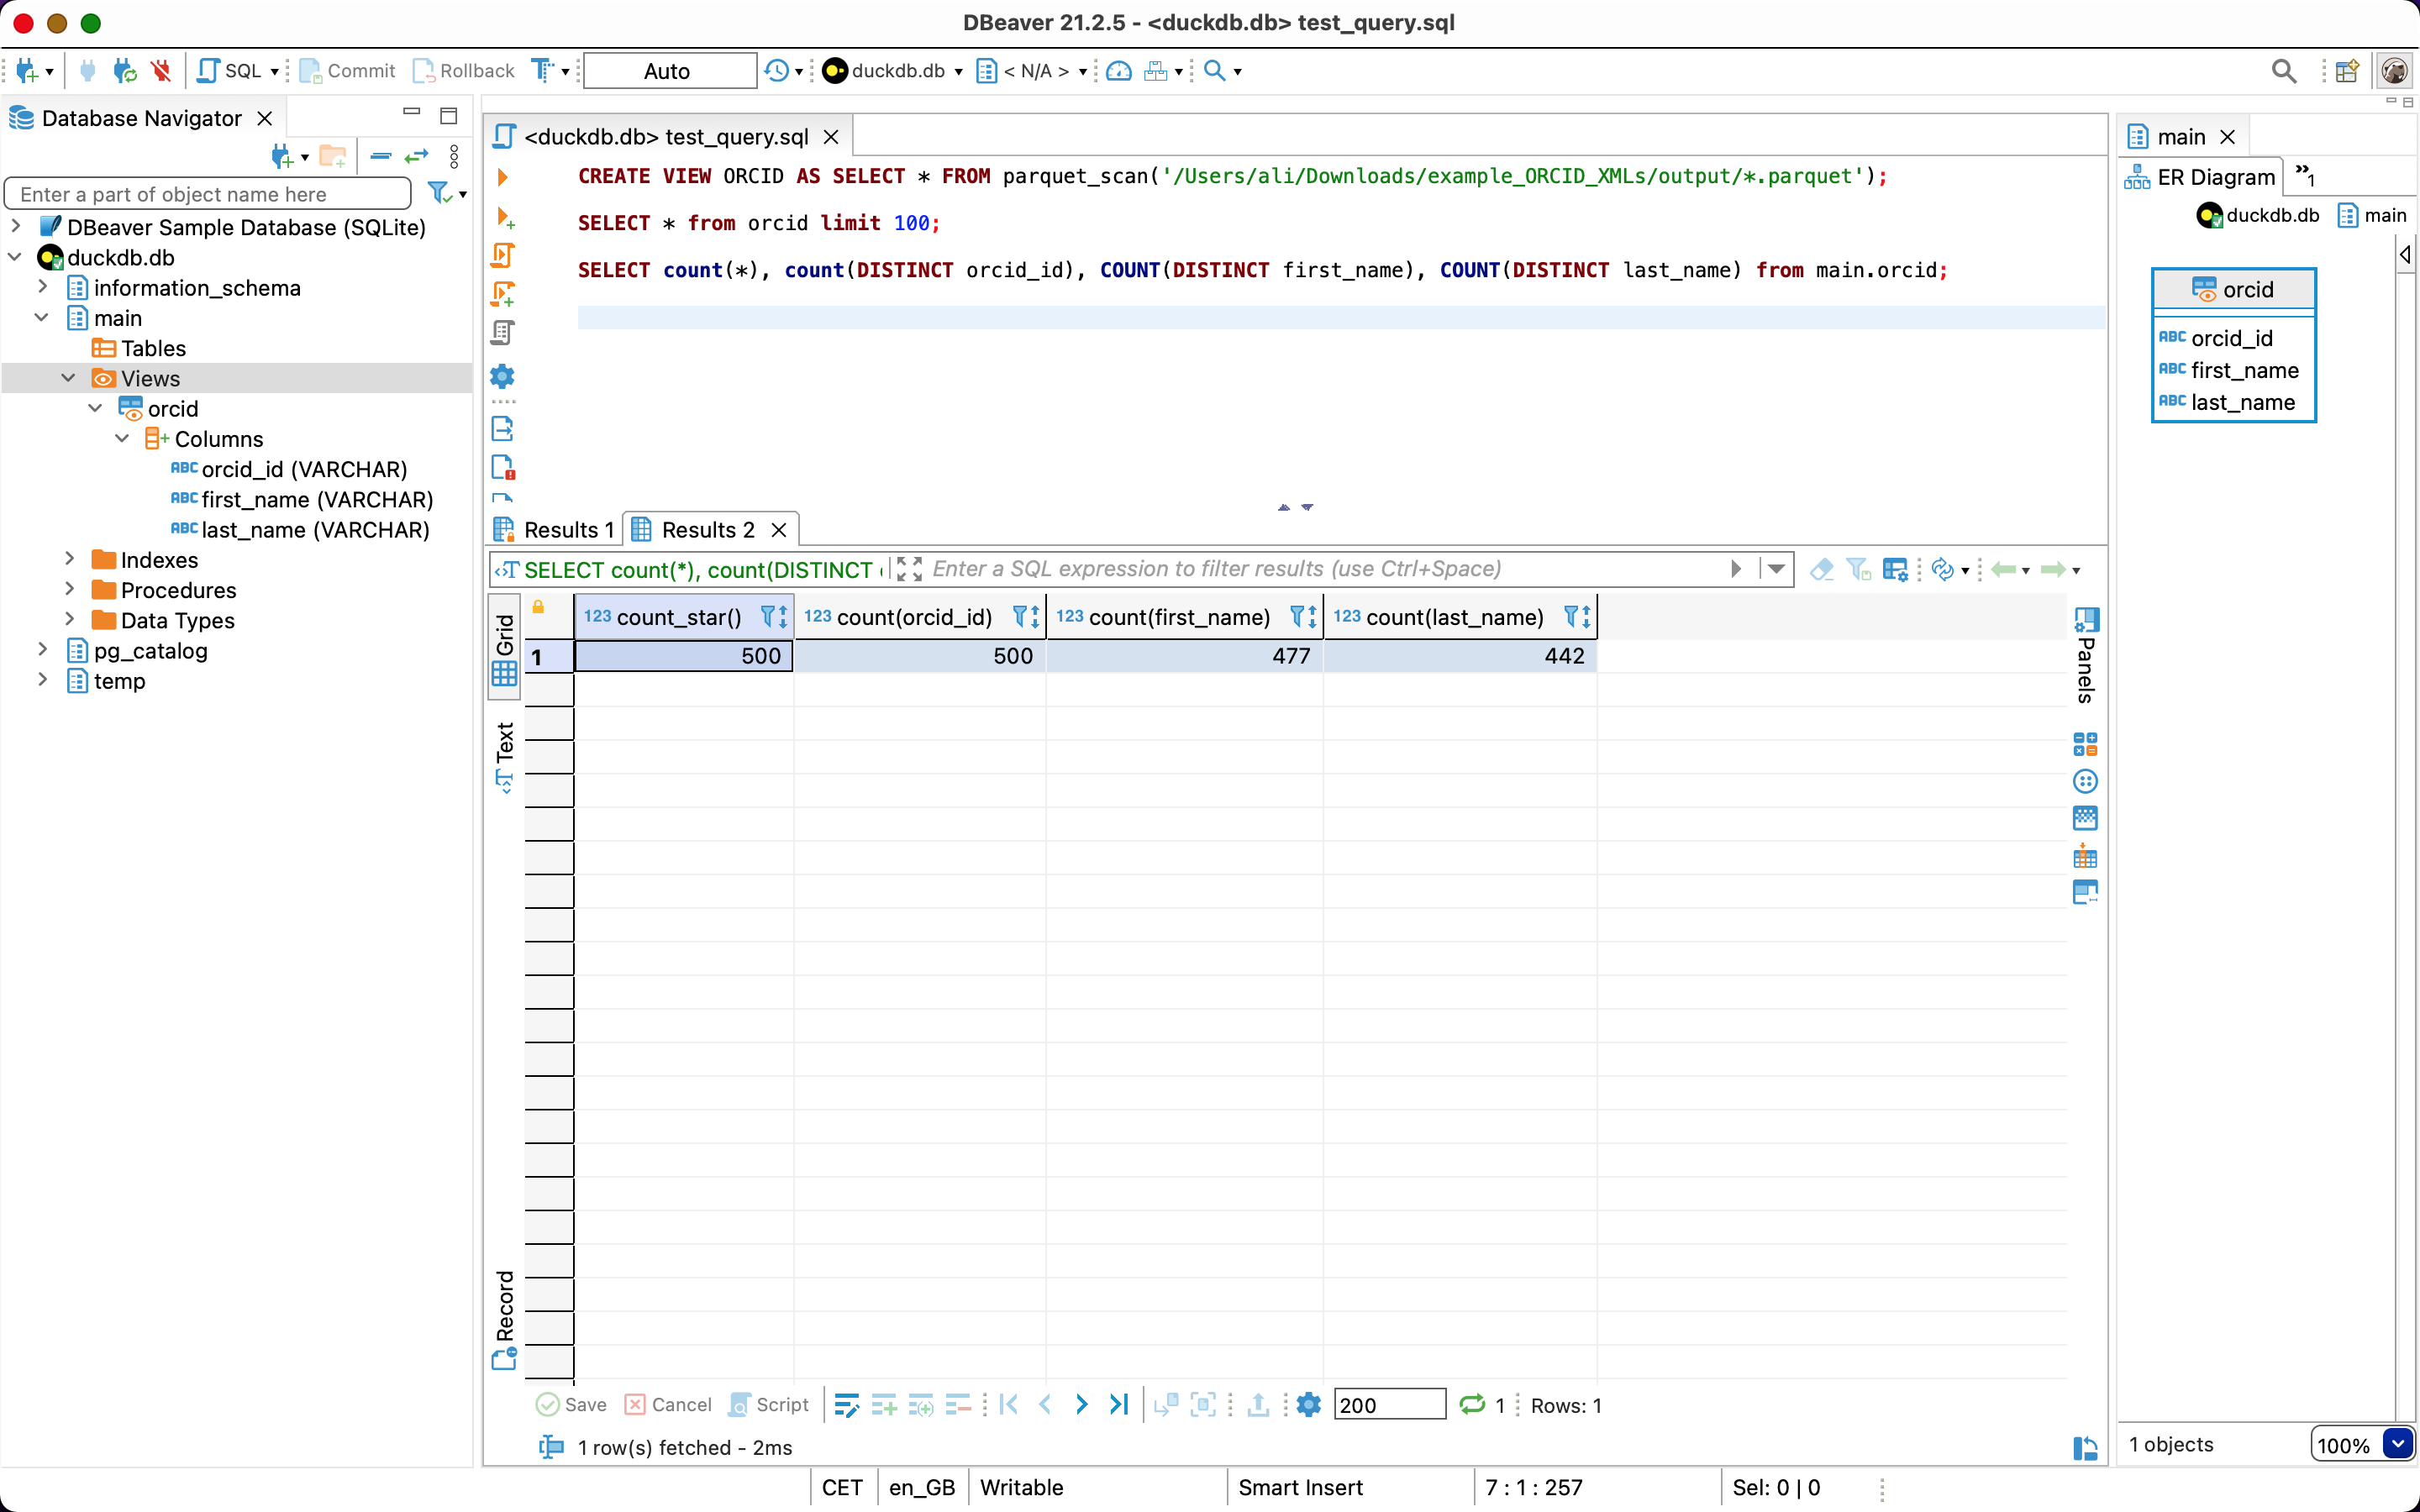 DBeaver 21.2.5 - <duckdb.db> test_query.sql
SQL Commit Rollback Auto duckdb.db < N/A >
Database Navigator
Enter a part of object name here
DBeaver Sample Database (SQLite)
duckdb.db
information_schema
main
Tables
Views
orcid
Columns
ABC orcid_id (VARCHAR)
ABC first_name (VARCHAR)
ABC last_name (VARCHAR)
Indexes
Procedures
Data Types
pg_catalog
temp
<duckdb.db> test_query.sql
CREATE VIEW ORCID AS SELECT * FROM parquet_scan('/Users/ali/Downloads/example_ORCID_XMLs/output/*.parquet');
SELECT * from orcid limit 100;
SELECT count(*), count(DISTINCT orcid_id), COUNT(DISTINCT first_name), COUNT(DISTINCT last_name) from main.orcid;
Results 1 Results 2
SELECT count(*), count(DISTINCT Enter a SQL expression to filter results (use Ctrl+Space)
Grid
Text
Record
123 count_star() 123 count(orcid_id) 123 count(first_name) 123 count(last_name)
1 500 500 477 442
Panels
Save Cancel Script 200 1 Rows: 1
1 row(s) fetched - 2ms
main
ER Diagram »1
duckdb.db main
orcid
ABC orcid_id
ABC first_name
ABC last_name
1 objects 100%
CET en_GB Writable Smart Insert 7 : 1 : 257 Sel: 0 | 0